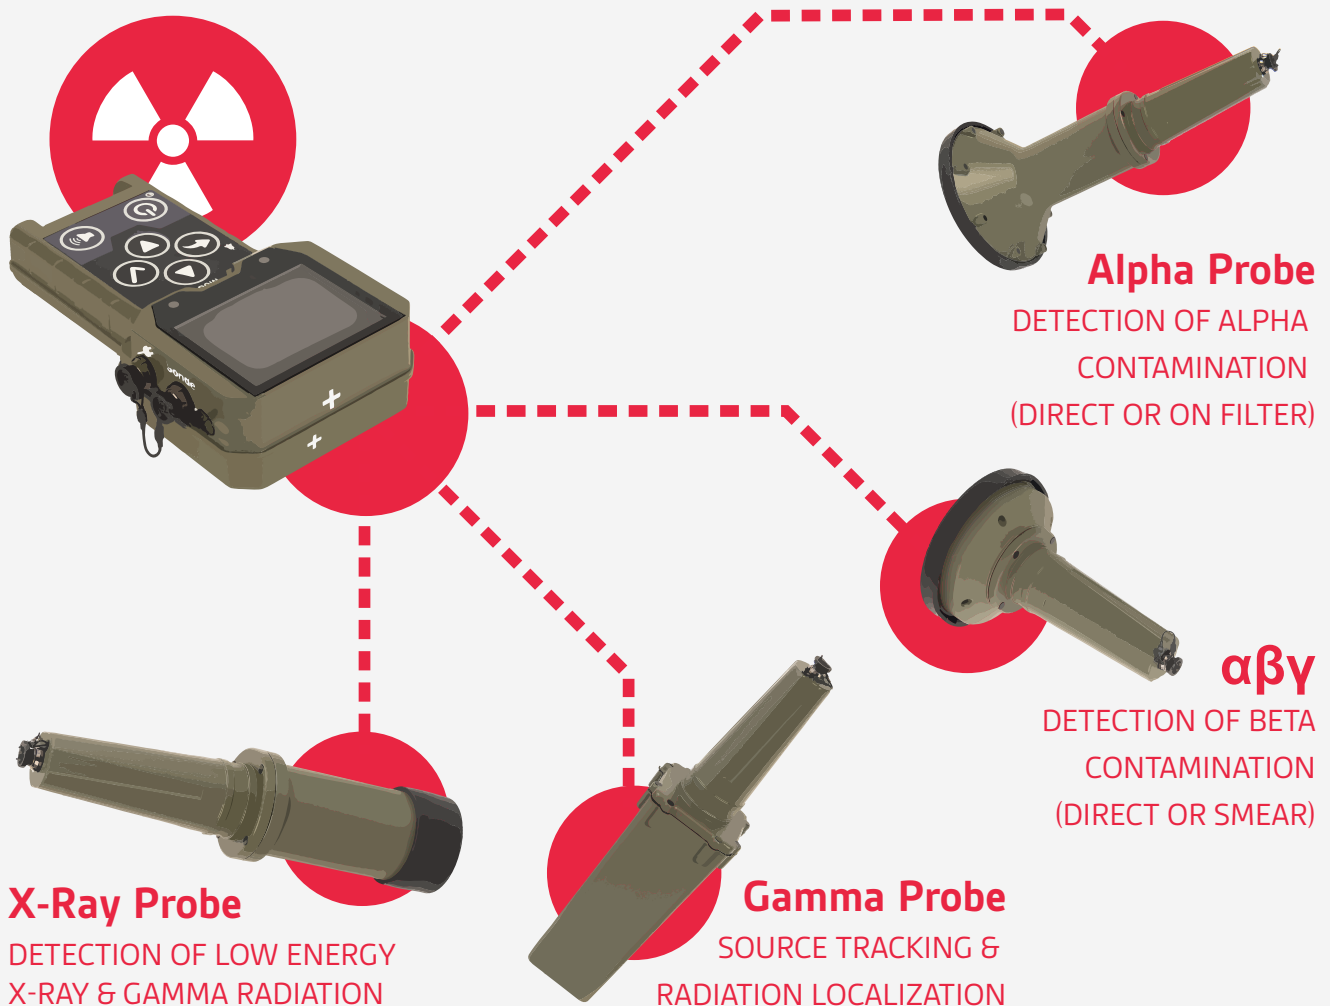 sonde
Alpha Probe
DETECTION OF ALPHA
CONTAMINATION
(DIRECT OR ON FILTER)
αβγ
DETECTION OF BETA
CONTAMINATION
(DIRECT OR SMEAR)
X-Ray Probe
DETECTION OF LOW ENERGY
X-RAY & GAMMA RADIATION
Gamma Probe
SOURCE TRACKING &
RADIATION LOCALIZATION